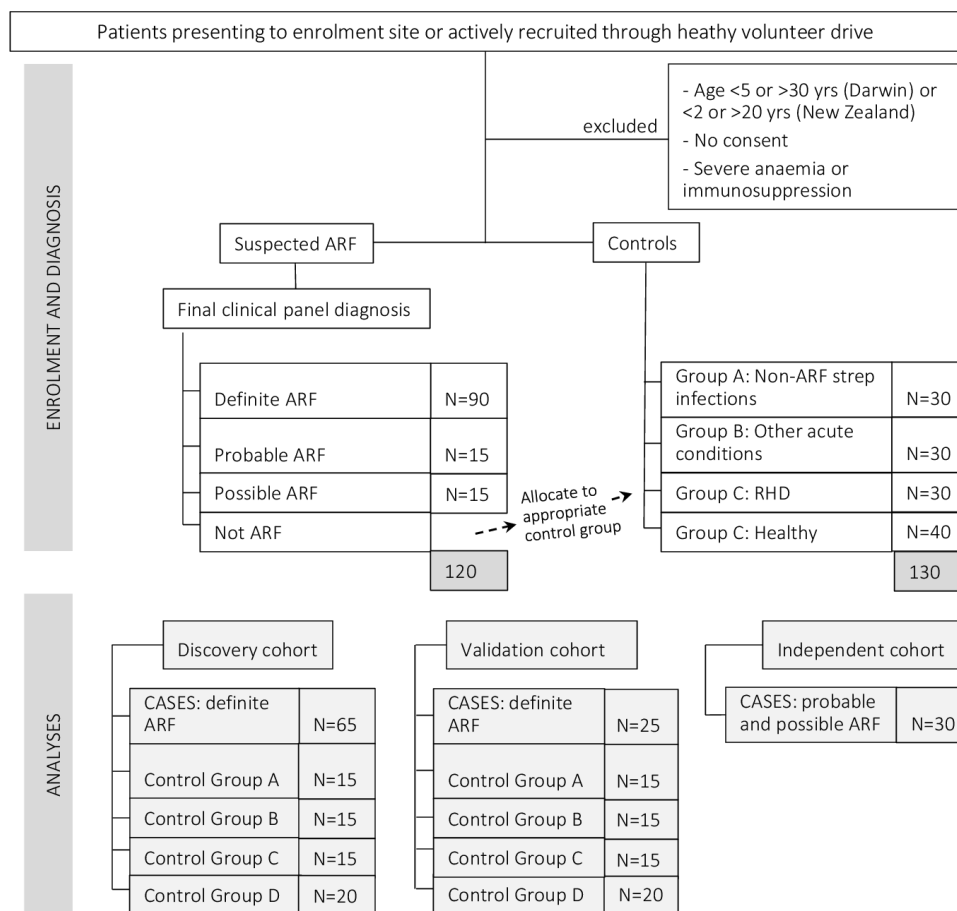 Patients presenting to enrolment site or actively recruited through heathy volunteer drive
ENROLMENT AND DIAGNOSIS
- Age <5 or >30 yrs (Darwin) or
<2 or >20 yrs (New Zealand)
- No consent
- Severe anaemia or
immunosuppression
excluded
Suspected ARF
Controls
Final clinical panel diagnosis
Definite ARF N=90
Probable ARF N=15
Possible ARF N=15
Not ARF
120
Allocate to
appropriate
control group
Group A: Non-ARF strep
infections N=30
Group B: Other acute
conditions N=30
Group C: RHD N=30
Group C: Healthy N=40
130
ANALYSES
Discovery cohort
CASES: definite
ARF N=65
Control Group A N=15
Control Group B N=15
Control Group C N=15
Control Group D N=20
Validation cohort
CASES: definite
ARF N=25
Control Group A N=15
Control Group B N=15
Control Group C N=15
Control Group D N=20
Independent cohort
CASES: probable
and possible ARF N=30